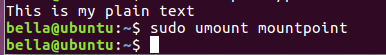 This is my plain text
bella@ubuntu:~$ sudo umount mountpoint
bella@ubuntu:~$